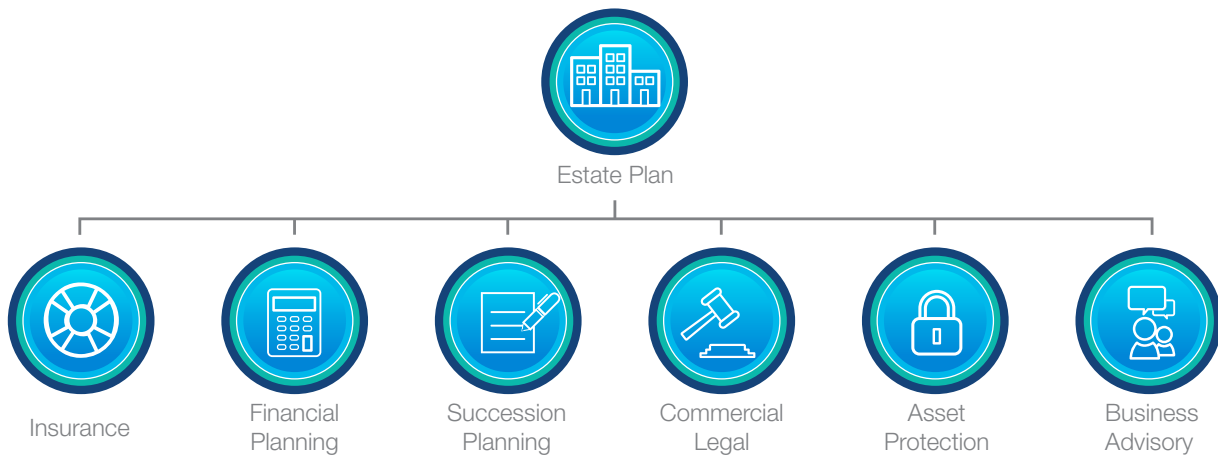 Estate Plan
Insurance
Financial
Planning
Succession
Planning
Commercial
Legal
Asset
Protection
Business
Advisory